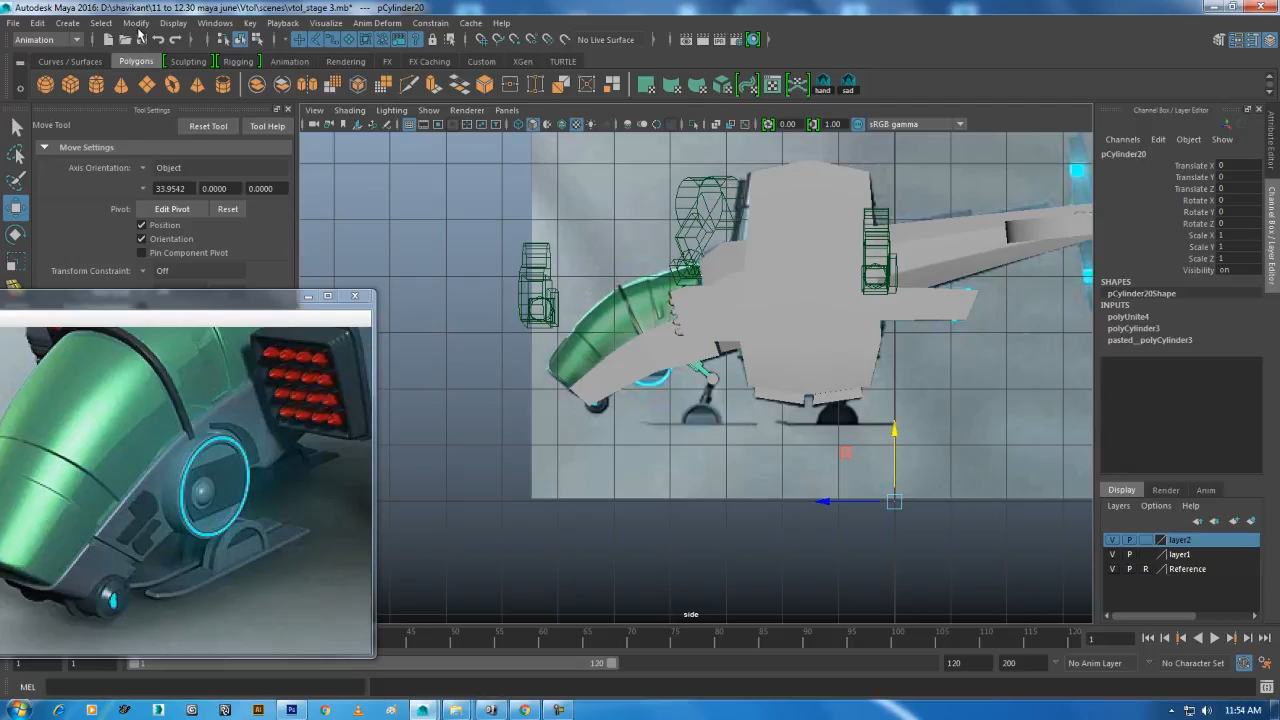 Autodesk Maya 2016: D:\shavikant\11 to 12.30 maya june\Vtol\scenes\vtol_stage 3.mb* --- pCylinder20
File Edit Create Select Modify Display Windows Key Playback Visualize Anim Deform Constrain Cache Help
Animation No Live Surface
Curves / Surfaces Polygons Sculpting Rigging Animation Rendering FX FX Caching Custom XGen TURTLE
hand sad
Tool Settings
Move Tool Reset Tool Tool Help
Move Settings
Axis Orientation: Object
33.9542 0.0000 0.0000
Pivot: Edit Pivot Reset
Position
Orientation
Pin Component Pivot
Transform Constraint: Off
View Shading Lighting Show Renderer Panels
0.00 1.00 sRGB gamma
side
Channel Box / Layer Editor
Channels Edit Object Show
pCylinder20
Translate X 0
Translate Y 0
Translate Z 0
Rotate X 0
Rotate Y 0
Rotate Z 0
Scale X 1
Scale Y 1
Scale Z 1
Visibility on
SHAPES
pCylinder20Shape
INPUTS
polyUnite4
polyCylinder3
pasted__polyCylinder3
Attribute Editor
Channel Box / Layer Editor
Display Render Anim
Layers Options Help
V P layer2
V P layer1
V P R Reference
45 50 55 60 65 70 75 80 85 90 95 100 105 110 115 120 1
1 1 1 120 120 200 No Anim Layer No Character Set
MEL
11:54 AM